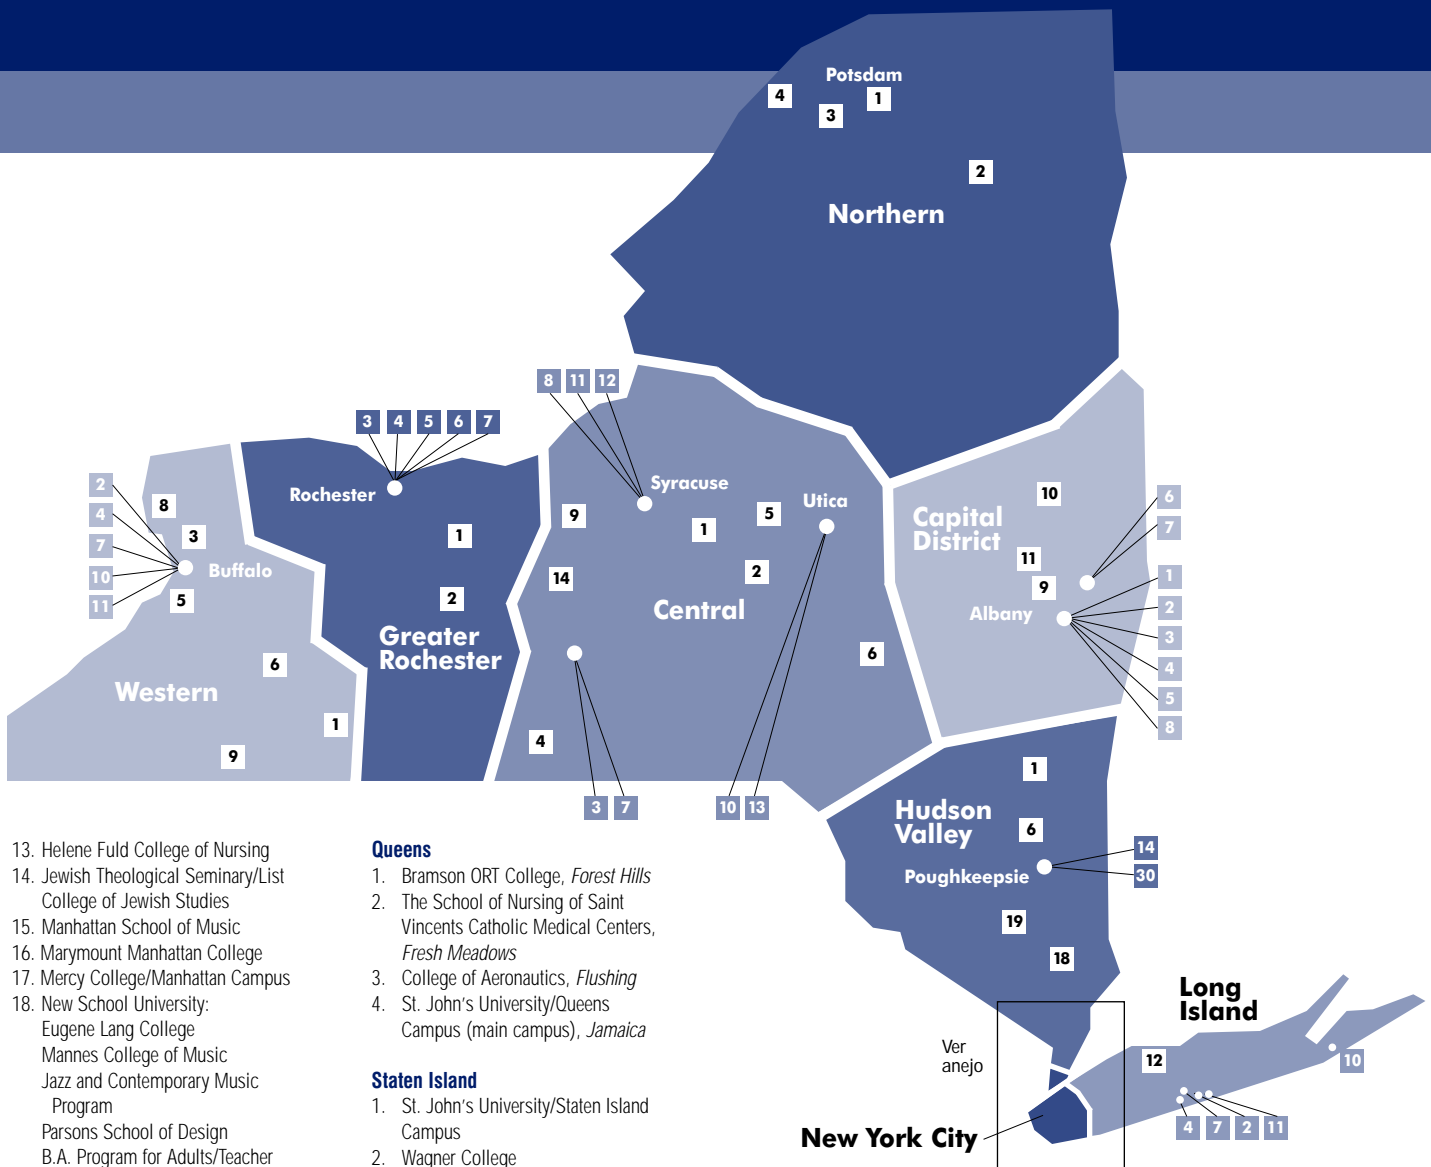 Potsdam
4
3
1
2
Northern
8 11 12
3 4 5 6 7
Rochester
1
2
Greater
Rochester
2
4
7
10
11
8
3
Buffalo
5
6
Western
1
9
Syracuse
Utica
9
1
5
14
2
Central
6
4
3 7
10 13
Capital
District
10
11
9
Albany
6
7
1
2
3
4
5
8
1
Hudson
Valley
6
Poughkeepsie
14
30
19
18
Long
Island
Ver
anejo
12
10
4 7 2 11
New York City
13. Helene Fuld College of Nursing
14. Jewish Theological Seminary/List
College of Jewish Studies
15. Manhattan School of Music
16. Marymount Manhattan College
17. Mercy College/Manhattan Campus
18. New School University:
Eugene Lang College
Mannes College of Music
Jazz and Contemporary Music
Program
Parsons School of Design
B.A. Program for Adults/Teacher
Queens
1. Bramson ORT College, Forest Hills
2. The School of Nursing of Saint
Vincents Catholic Medical Centers,
Fresh Meadows
3. College of Aeronautics, Flushing
4. St. John's University/Queens
Campus (main campus), Jamaica
Staten Island
1. St. John's University/Staten Island
Campus
2. Wagner College